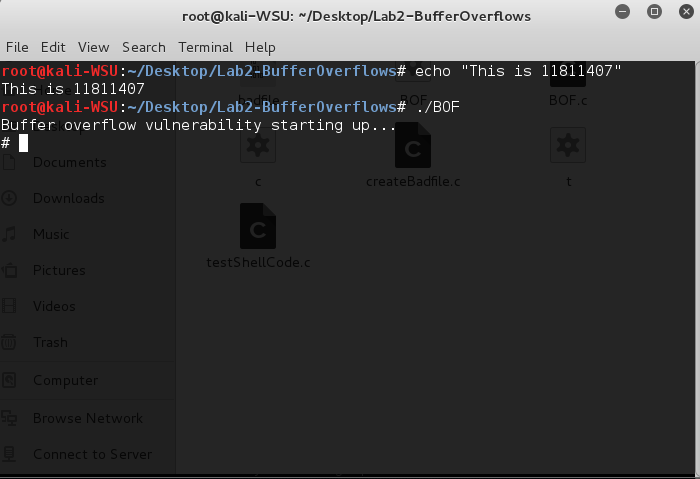 root@kali-WSU: ~/Desktop/Lab2-BufferOverflows
File Edit View Search Terminal Help
root@kali-WSU:~/Desktop/Lab2-BufferOverflows# echo "This is 11811407"
This is 11811407
root@kali-WSU:~/Desktop/Lab2-BufferOverflows# ./BOF
Buffer overflow vulnerability starting up...
#
badfile BOF BOF.c
Documents
c createBadfile.c t
Downloads
Music
testShellCode.c
Pictures
Videos
Trash
Computer
Browse Network
Connect to Server